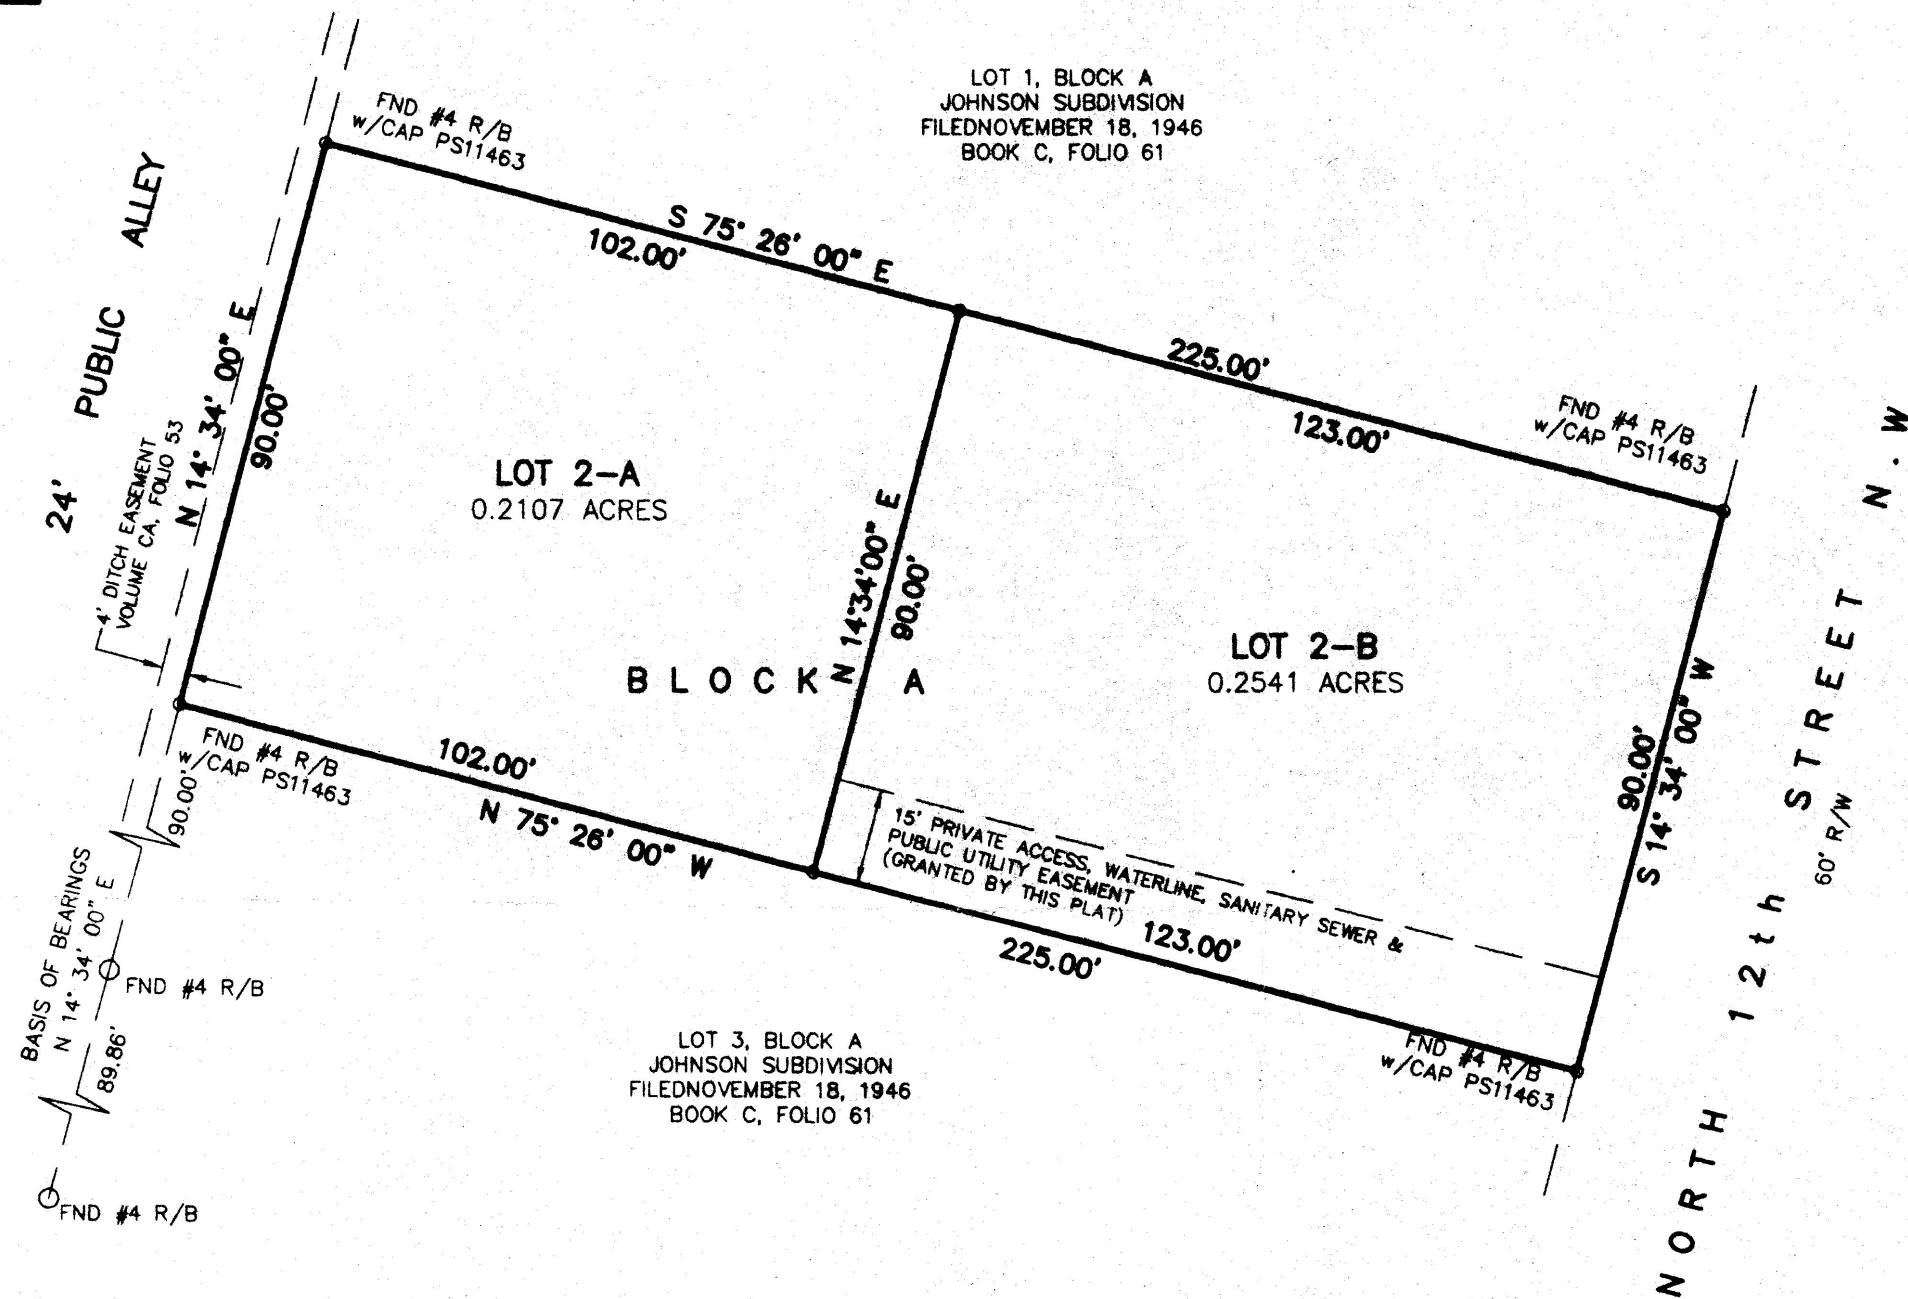 LOT 1, BLOCK A
JOHNSON SUBDIVISION
FILEDNOVEMBER 18, 1946
BOOK C, FOLIO 61
FND #4 R/B
w/CAP PS11463
S 75° 26' 00" E
102.00'
225.00'
123.00'
FND #4 R/B
w/CAP PS11463
24' PUBLIC ALLEY
4' DITCH EASEMENT
VOLUME CA, FOLIO 53
N 14° 34' 00" E
90.00'
LOT 2-A
0.2107 ACRES
N 14°34'00" E
90.00'
LOT 2-B
0.2541 ACRES
BLOCK A
90.00'
S 14° 34' 00" W
NORTH 12th STREET N.W
60' R/W
FND #4 R/B
w/CAP PS11463
102.00'
N 75° 26' 00" W
15' PRIVATE ACCESS, WATERLINE, SANITARY SEWER &
PUBLIC UTILITY EASEMENT
(GRANTED BY THIS PLAT)
123.00'
225.00'
FND #4 R/B
w/CAP PS11463
90.00'
BASIS OF BEARINGS
N 14° 34' 00" E
FND #4 R/B
89.86'
FND #4 R/B
LOT 3, BLOCK A
JOHNSON SUBDIVISION
FILEDNOVEMBER 18, 1946
BOOK C, FOLIO 61